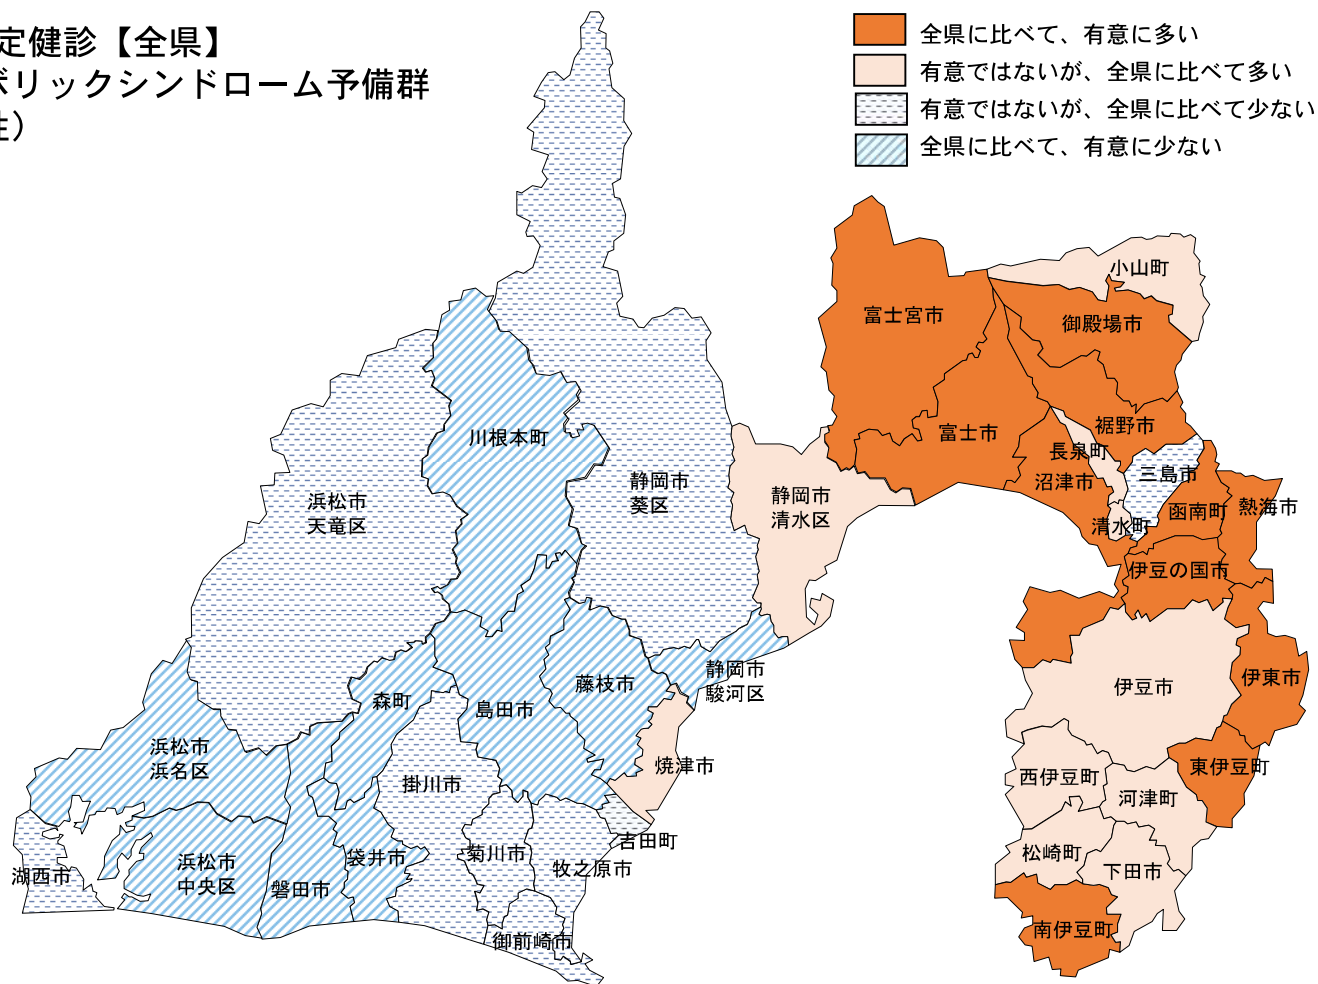 定健診【全県】
ボリックシンドローム予備群
性）
全県に比べて、有意に多い
有意ではないが、全県に比べて多い
有意ではないが、全県に比べて少ない
全県に比べて、有意に少ない
小山町
富士宮市
御殿場市
裾野市
富士市
長泉町
沼津市
三島市
清水町
函南町
熱海市
伊豆の国市
川根本町
静岡市
葵区
静岡市
清水区
浜松市
天竜区
静岡市
駿河区
藤枝市
森町
島田市
伊豆市
伊東市
浜松市
浜名区
掛川市
焼津市
西伊豆町
東伊豆町
河津町
吉田町
湖西市
浜松市
中央区
磐田市
袋井市
菊川市
牧之原市
松崎町
下田市
御前崎市
南伊豆町